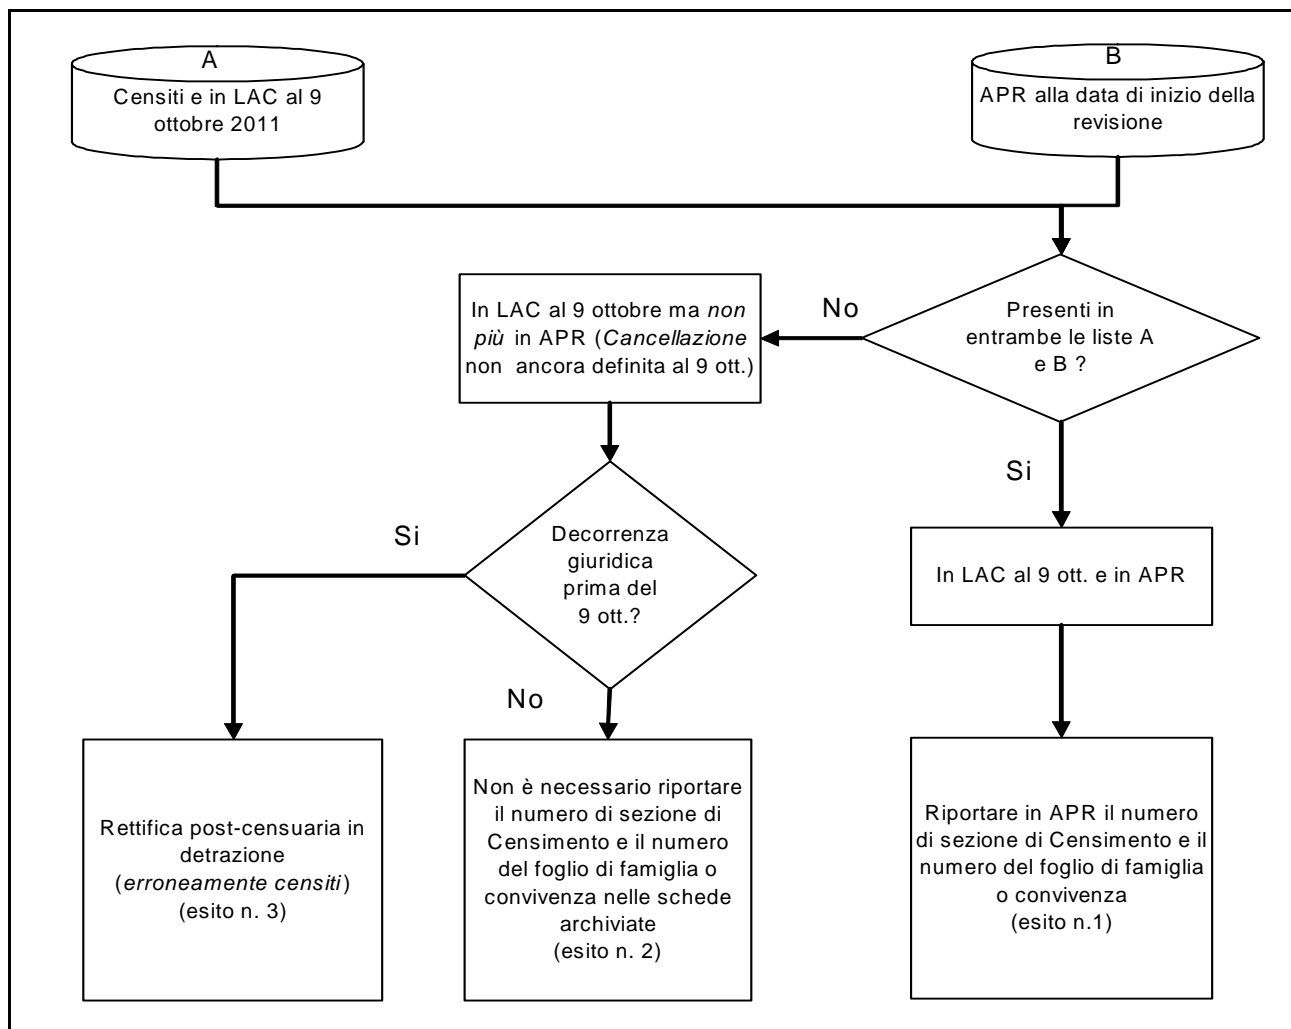 A
Censiti e in LAC al 9
ottobre 2011
B
APR alla data di inizio della
revisione
Presenti in
entrambe le liste A
e B ?
No
In LAC al 9 ottobre ma non
più in APR (Cancellazione
non ancora definita al 9 ott.)
Si
In LAC al 9 ott. e in APR
Decorrenza
giuridica
prima del
9 ott.?
Si
No
Rettifica post-censuaria in
detrazione
(erroneamente censiti)
(esito n. 3)
Non è necessario riportare
il numero di sezione di
Censimento e il numero
del foglio di famiglia o
convivenza nelle schede
archiviate
(esito n. 2)
Riportare in APR il numero
di sezione di Censimento e il
numero del foglio di famiglia
o convivenza
(esito n.1)